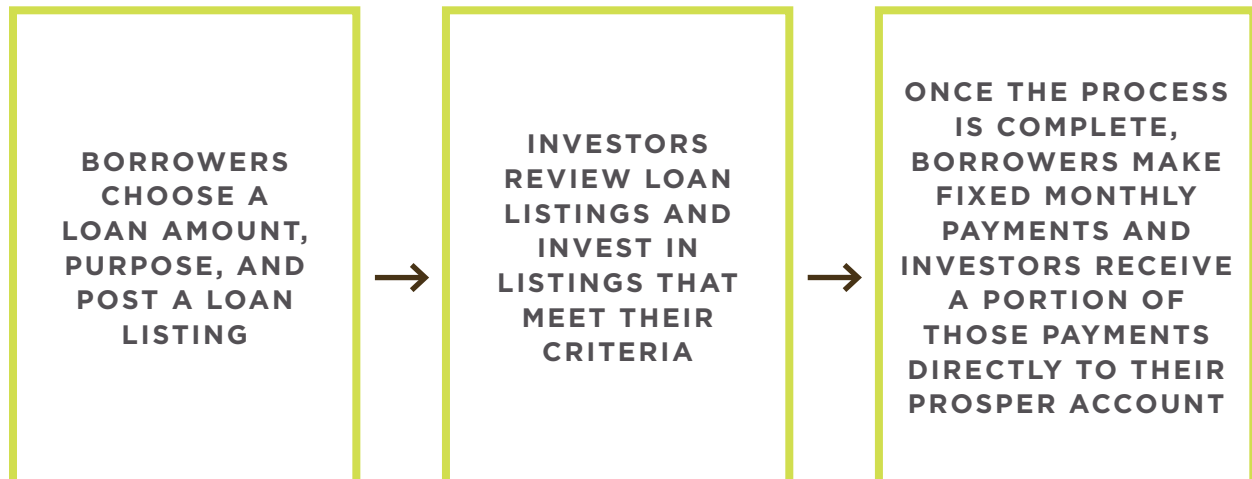 BORROWERS
CHOOSE A
LOAN AMOUNT,
PURPOSE, AND
POST A LOAN
LISTING
INVESTORS
REVIEW LOAN
LISTINGS AND
INVEST IN
LISTINGS THAT
MEET THEIR
CRITERIA
ONCE THE PROCESS
IS COMPLETE,
BORROWERS MAKE
FIXED MONTHLY
PAYMENTS AND
INVESTORS RECEIVE
A PORTION OF
THOSE PAYMENTS
DIRECTLY TO THEIR
PROSPER ACCOUNT